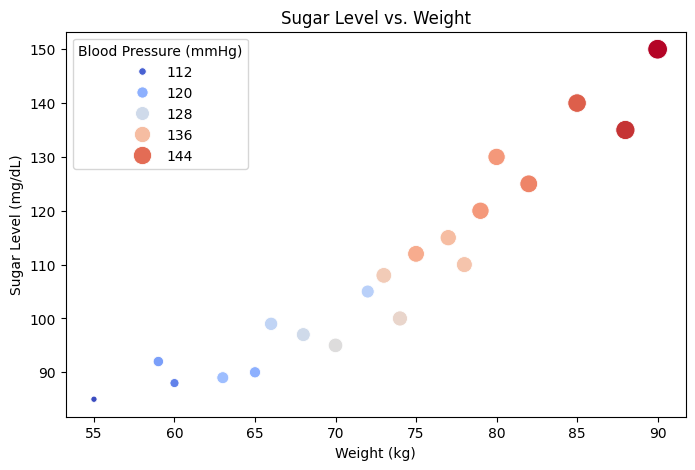 Sugar Level vs. Weight
Blood Pressure (mmHg)
112
120
128
136
144
Sugar Level (mg/dL)
150
140
130
120
110
100
90
55 60 65 70 75 80 85 90
Weight (kg)